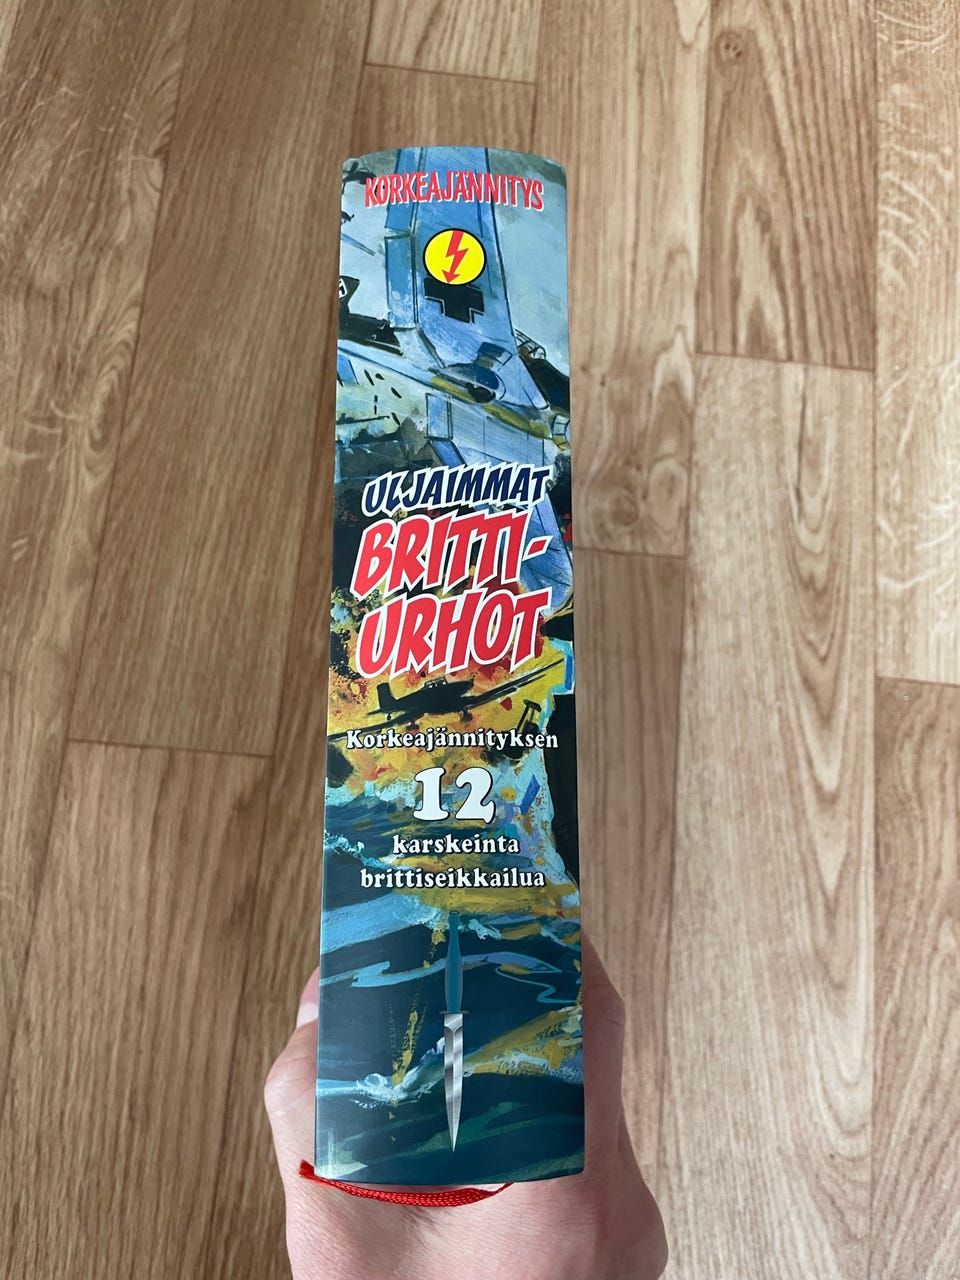 KORKEAJÄNNITYS
ULJAIMMAT
BRITTI-
URHOT
Korkeajännityksen
12
karskeinta
brittiseikkailua